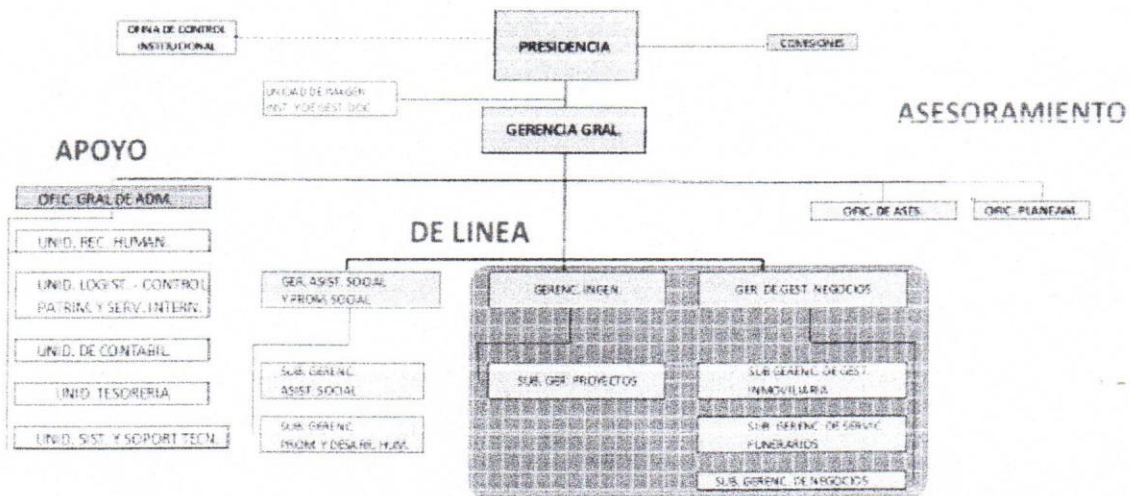 OFINA DE CONTROL
INSTITUCIONAL
PRESIDENCIA
COMISIONES
UNIDAD DE IMAGEN
INST. Y DE GEST. DOC.
GERENCIA GRAL.
ASESORAMIENTO
APOYO
OFIC. GRAL DE ADM.
OFIC. DE ASES.
OFIC. PLANEAM.
UNID. REC. HUMAN.
DE LINEA
UNID. LOGIST. - CONTROL
PATRIM. Y SERV. INTERN.
GER. ASIST. SOCIAL
Y PROM. SOCIAL
GERENC. INGEN.
GER. DE GEST. NEGOCIOS
UNID. DE CONTABIL.
SUB. GERENC.
ASIST. SOCIAL
SUB. GER. PROYECTOS
SUB GERENC. DE GEST.
INMOVILIARIA
UNID. TESORERIA
SUB. GERENC.
PROM. Y DESARR. HUM.
SUB. GERENC. DE SERVIC.
FUNERARIOS
UNID. SIST. Y SOPORT TECN.
SUB. GERENC. DE NEGOCIOS